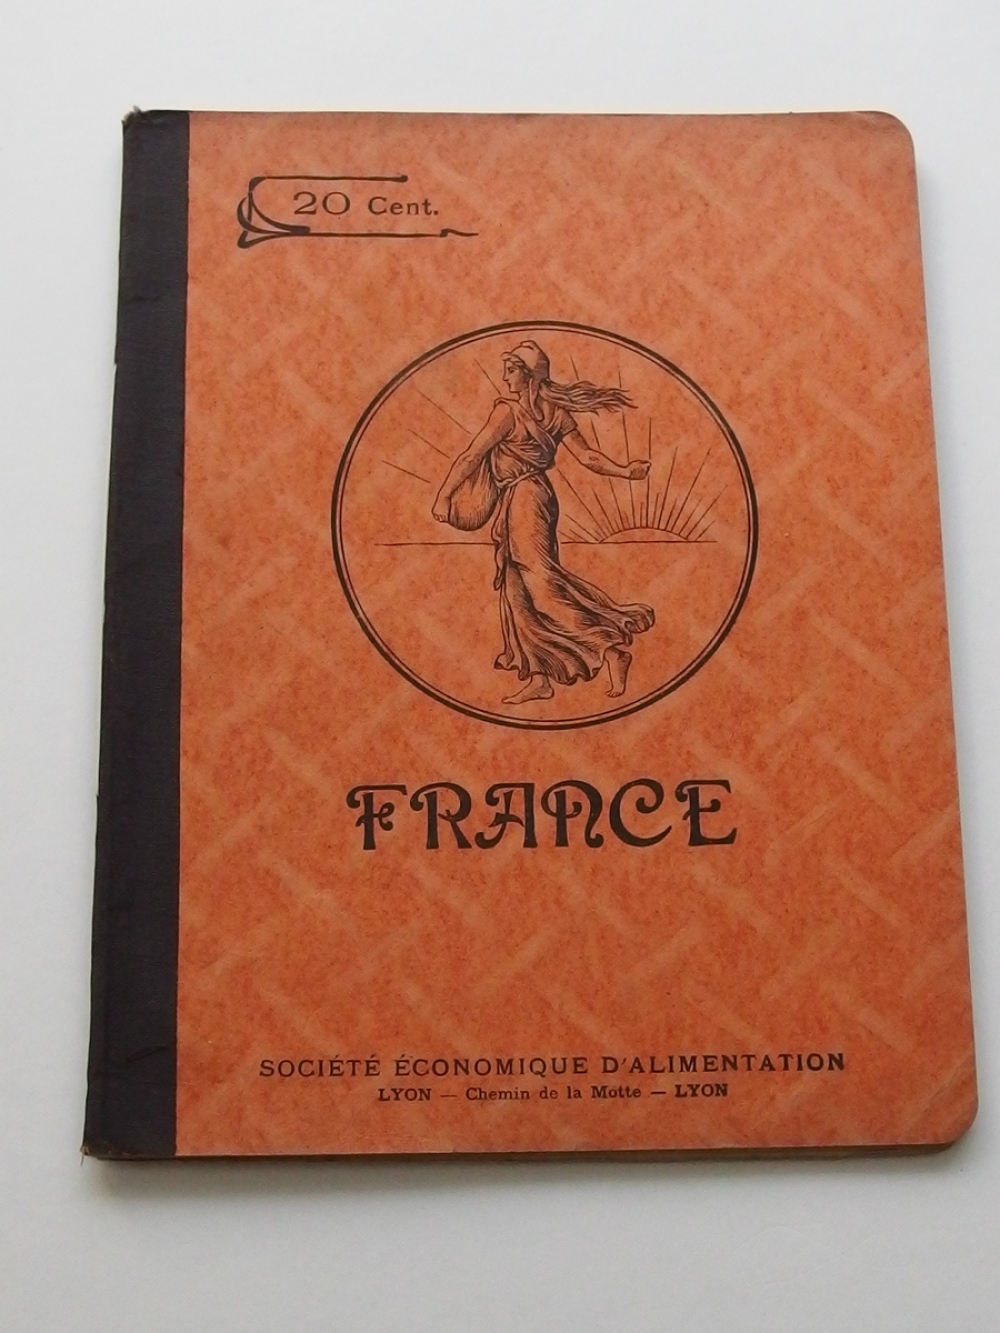 20 Cent.
FRANCE
SOCIÉTÉ ÉCONOMIQUE D'ALIMENTATION
LYON — Chemin de la Motte — LYON